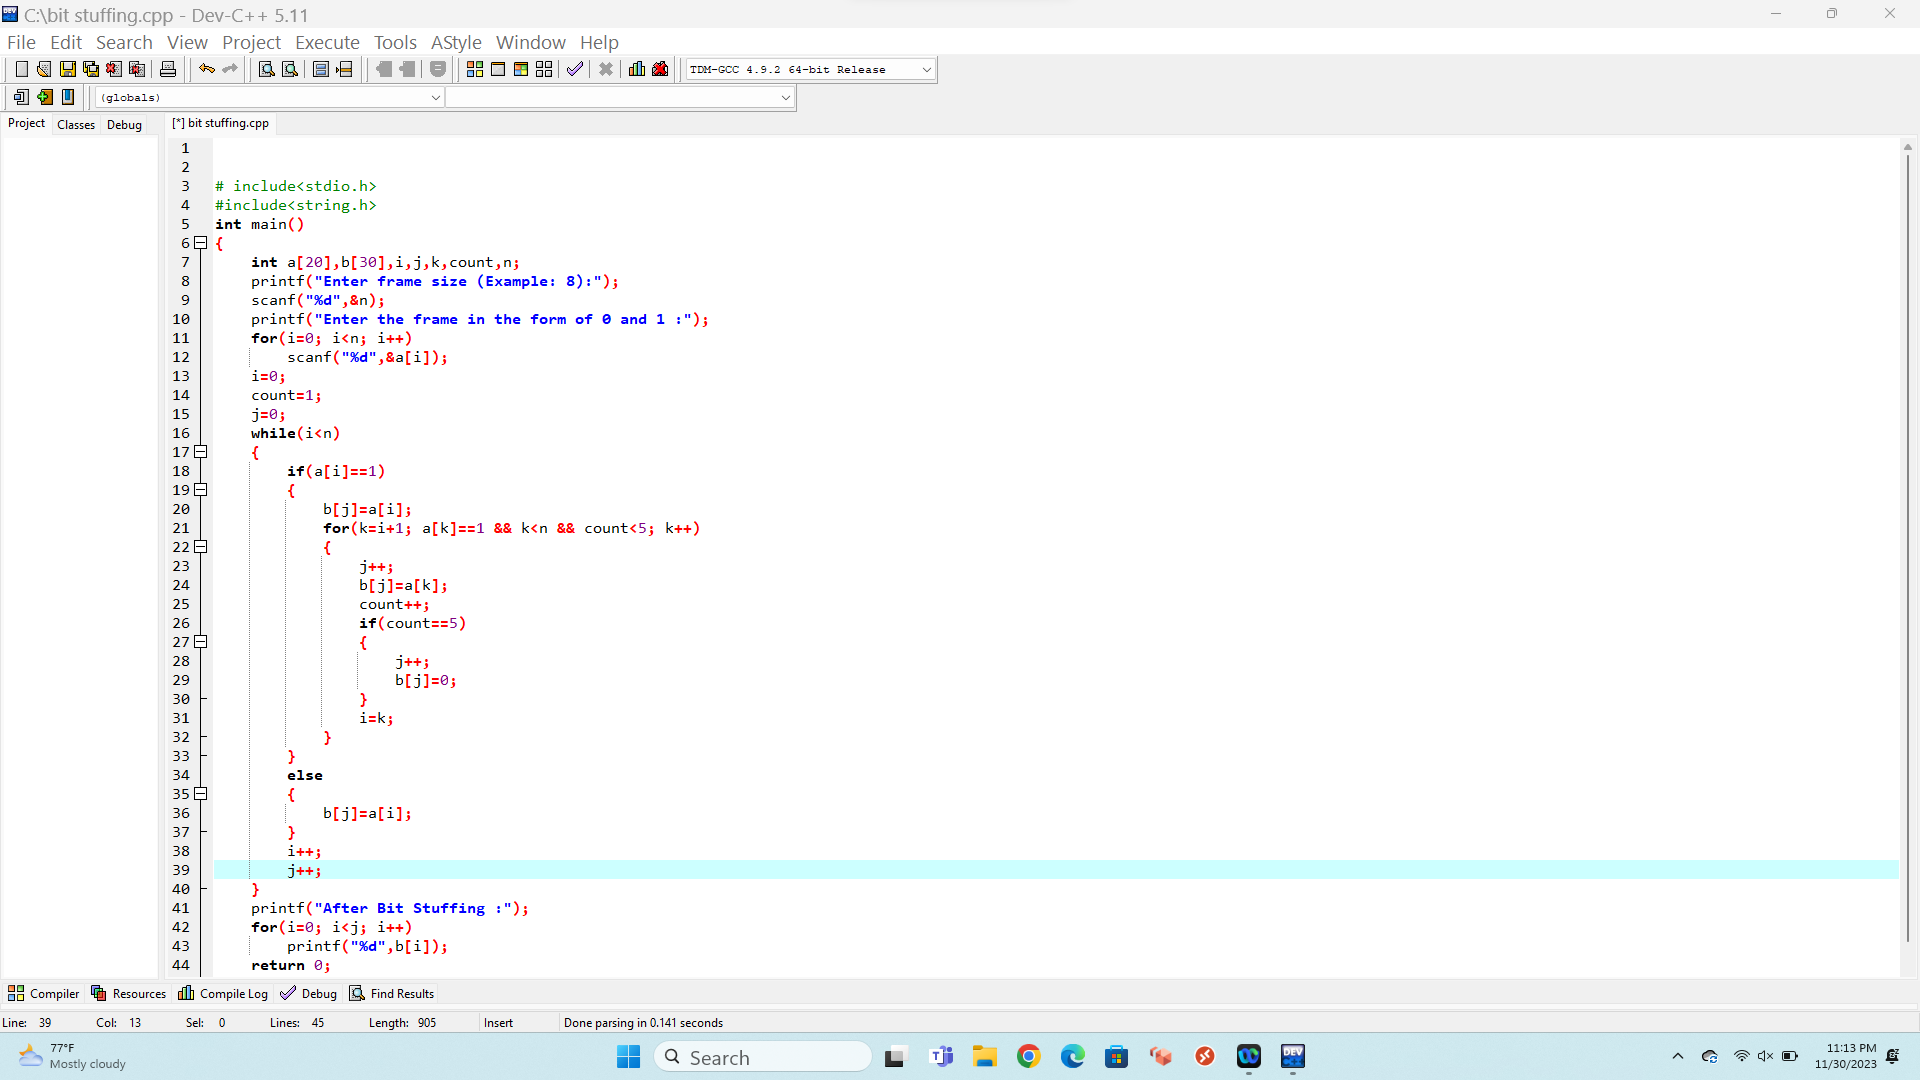 C:\bit stuffing.cpp - Dev-C++ 5.11
File Edit Search View Project Execute Tools AStyle Window Help
TDM-GCC 4.9.2 64-bit Release
(globals)
Project Classes Debug [*] bit stuffing.cpp
1
2
3 # include<stdio.h>
4 #include<string.h>
5 int main()
6 {
7 int a[20],b[30],i,j,k,count,n;
8 printf("Enter frame size (Example: 8):");
9 scanf("%d",&n);
10 printf("Enter the frame in the form of 0 and 1 :");
11 for(i=0; i<n; i++)
12 scanf("%d",&a[i]);
13 i=0;
14 count=1;
15 j=0;
16 while(i<n)
17 {
18 if(a[i]==1)
19 {
20 b[j]=a[i];
21 for(k=i+1; a[k]==1 && k<n && count<5; k++)
22 {
23 j++;
24 b[j]=a[k];
25 count++;
26 if(count==5)
27 {
28 j++;
29 b[j]=0;
30 }
31 i=k;
32 }
33 }
34 else
35 {
36 b[j]=a[i];
37 }
38 i++;
39 j++;
40 }
41 printf("After Bit Stuffing :");
42 for(i=0; i<j; i++)
43 printf("%d",b[i]);
44 return 0;
Compiler Resources Compile Log Debug Find Results
Line: 39 Col: 13 Sel: 0 Lines: 45 Length: 905 Insert Done parsing in 0.141 seconds
77°F
Mostly cloudy
Search
DEV
11:13 PM
11/30/2023